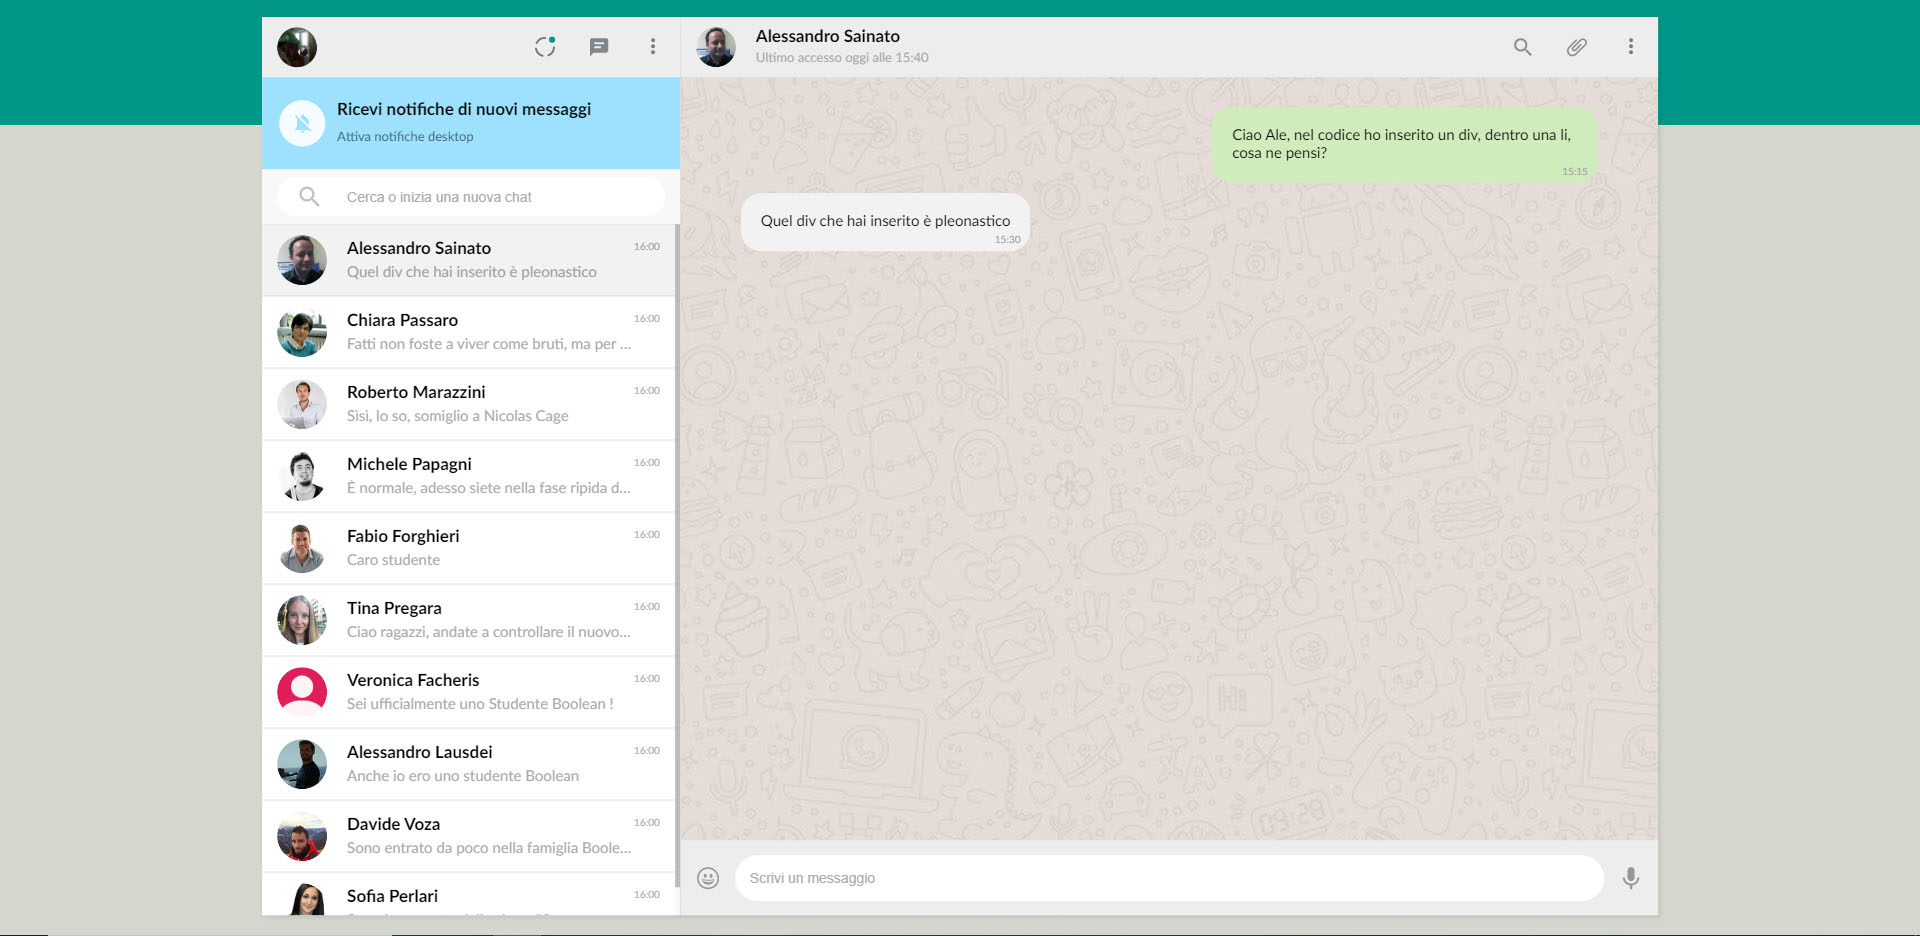 Ricevi notifiche di nuovi messaggi
Attiva notifiche desktop
Cerca o inizia una nuova chat
Alessandro Sainato
16:00
Quel div che hai inserito è pleonastico
Chiara Passaro
16:00
Fatti non foste a viver come bruti, ma per ...
Roberto Marazzini
16:00
Sìsì, lo so, somiglio a Nicolas Cage
Michele Papagni
16:00
È normale, adesso siete nella fase ripida d...
Fabio Forghieri
16:00
Caro studente
Tina Pregara
16:00
Ciao ragazzi, andate a controllare il nuovo...
Veronica Facheris
16:00
Sei ufficialmente uno Studente Boolean !
Alessandro Lausdei
16:00
Anche io ero uno studente Boolean
Davide Voza
16:00
Sono entrato da poco nella famiglia Boole...
Sofia Perlari
16:00
Alessandro Sainato
Ultimo accesso oggi alle 15:40
Ciao Ale, nel codice ho inserito un div, dentro una li,
cosa ne pensi?
15:15
Quel div che hai inserito è pleonastico
15:30
Hi
09:20
Scrivi un messaggio